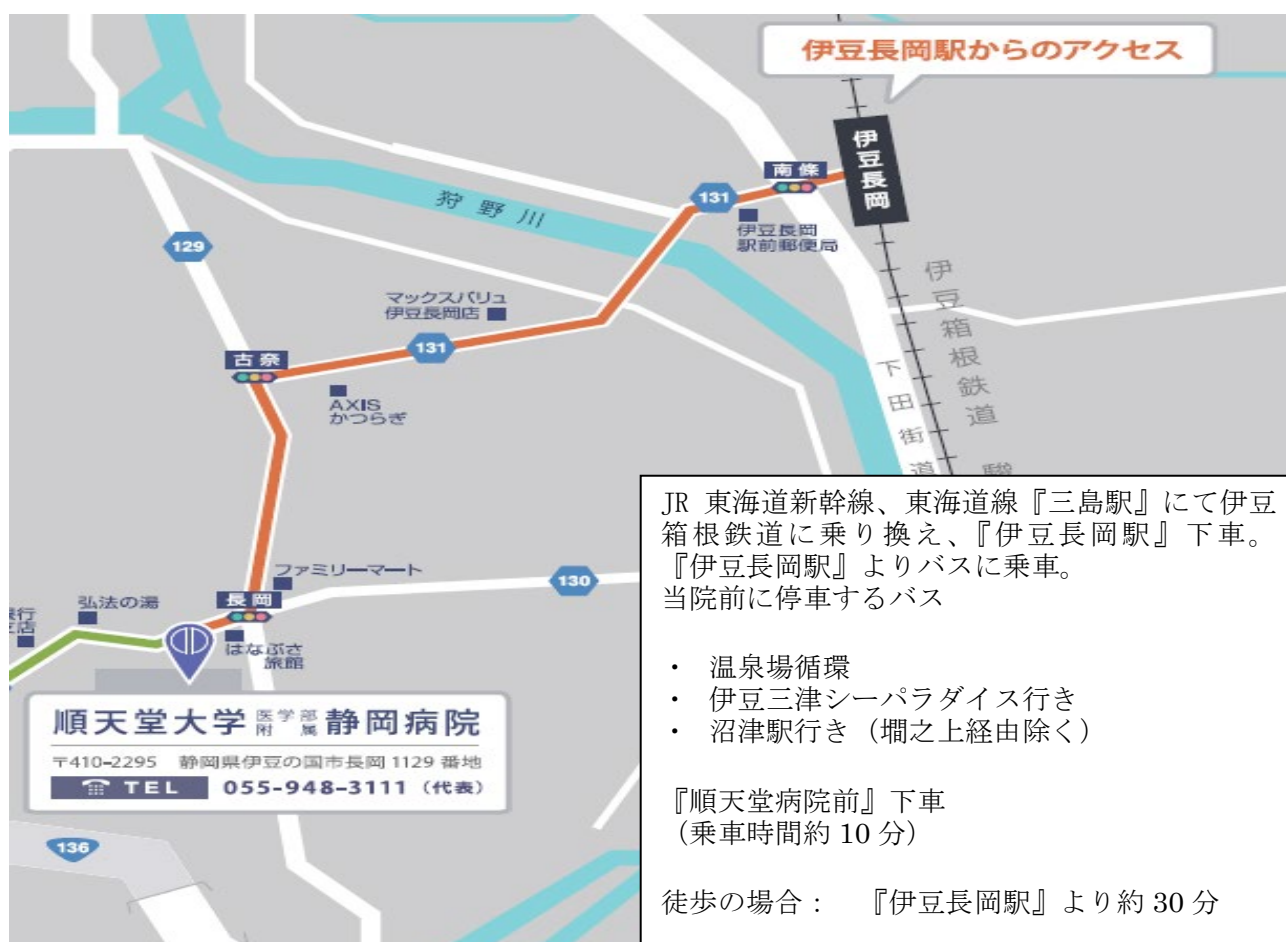 伊豆長岡駅からのアクセス
伊豆長岡
南條
131
伊豆長岡
駅前郵便局
狩野川
129
マックスバリュ
伊豆長岡店
131
古奈
AXIS
かつらぎ
伊豆箱根鉄道
下田街道
ファミリーマート
130
弘法の湯
長岡
はなぶさ
旅館
順天堂大学 医学部附属 静岡病院
〒410-2295 静岡県伊豆の国市長岡 1129 番地
TEL 055-948-3111（代表）
136
JR 東海道新幹線、東海道線『三島駅』にて伊豆
箱根鉄道に乗り換え、『伊豆長岡駅』下車。
『伊豆長岡駅』よりバスに乗車。
当院前に停車するバス
・ 温泉場循環
・ 伊豆三津シーパラダイス行き
・ 沼津駅行き（墹之上経由除く）
『順天堂病院前』下車
（乗車時間約 10 分）
徒歩の場合： 『伊豆長岡駅』より約 30 分